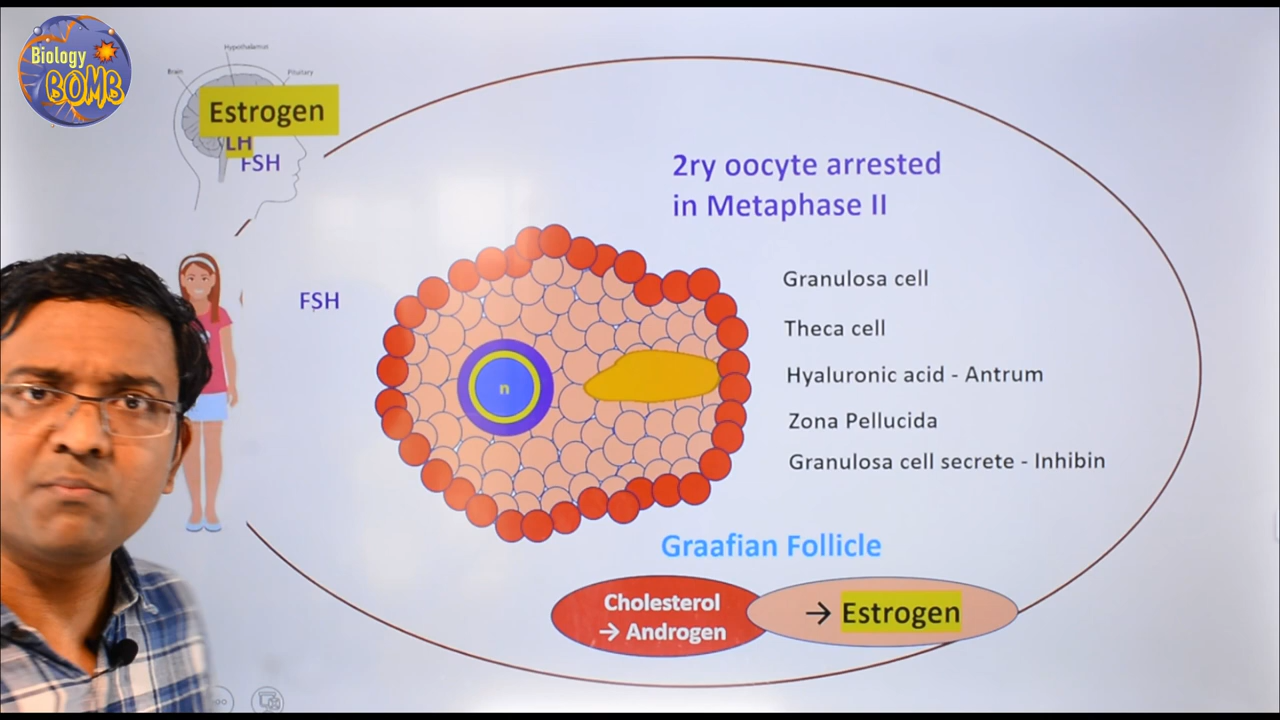 Biology
BOMB
Hypothalamus
Brain
Pituitary
Estrogen
LH
FSH
2ry oocyte arrested
in Metaphase II
Granulosa cell
FSH
Theca cell
Hyaluronic acid - Antrum
n
Zona Pellucida
Granulosa cell secrete - Inhibin
Graafian Follicle
Cholesterol
→ Androgen
→ Estrogen